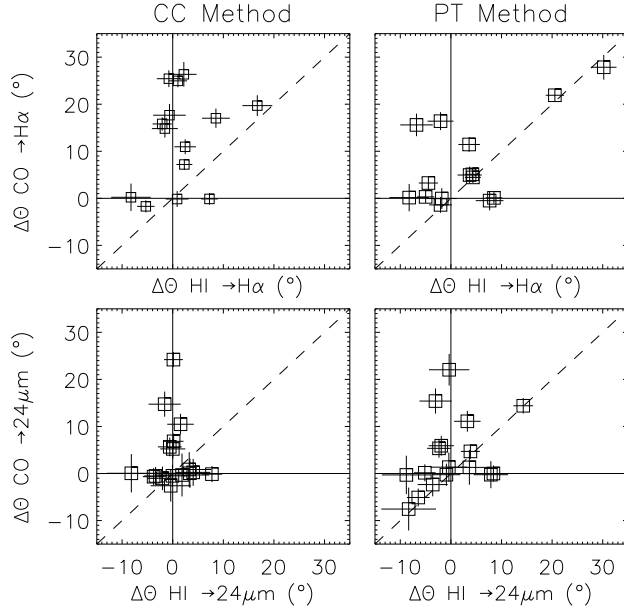 CC Method
PT Method
30
20
10
0
−10
ΔΘ CO →Hα (°)
ΔΘ HI →Hα (°)
ΔΘ HI →Hα (°)
30
20
10
0
−10
ΔΘ CO →24μm (°)
−10 0 10 20 30
−10 0 10 20 30
ΔΘ HI →24μm (°)
ΔΘ HI →24μm (°)